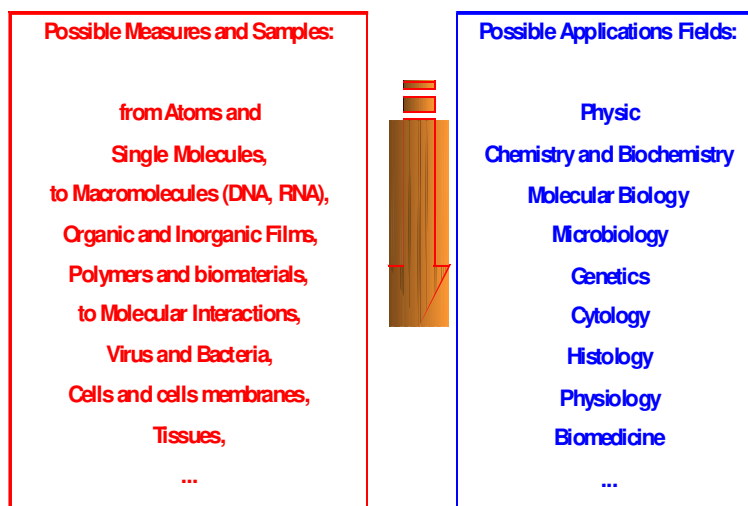 Possible Measures and Samples:
from Atoms and
Single Molecules,
to Macromolecules (DNA, RNA),
Organic and Inorganic Films,
Polymers and biomaterials,
to Molecular Interactions,
Virus and Bacteria,
Cells and cells membranes,
Tissues,
...
Possible Applications Fields:
Physic
Chemistry and Biochemistry
Molecular Biology
Microbiology
Genetics
Cytology
Histology
Physiology
Biomedicine
...